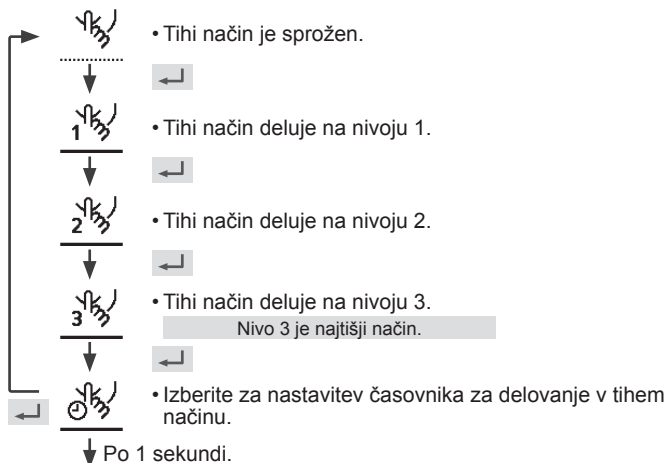 • Tihi način je sprožen.
1
• Tihi način deluje na nivoju 1.
2
• Tihi način deluje na nivoju 2.
3
• Tihi način deluje na nivoju 3.
Nivo 3 je najtišji način.
• Izberite za nastavitev časovnika za delovanje v tihem
načinu.
Po 1 sekundi.